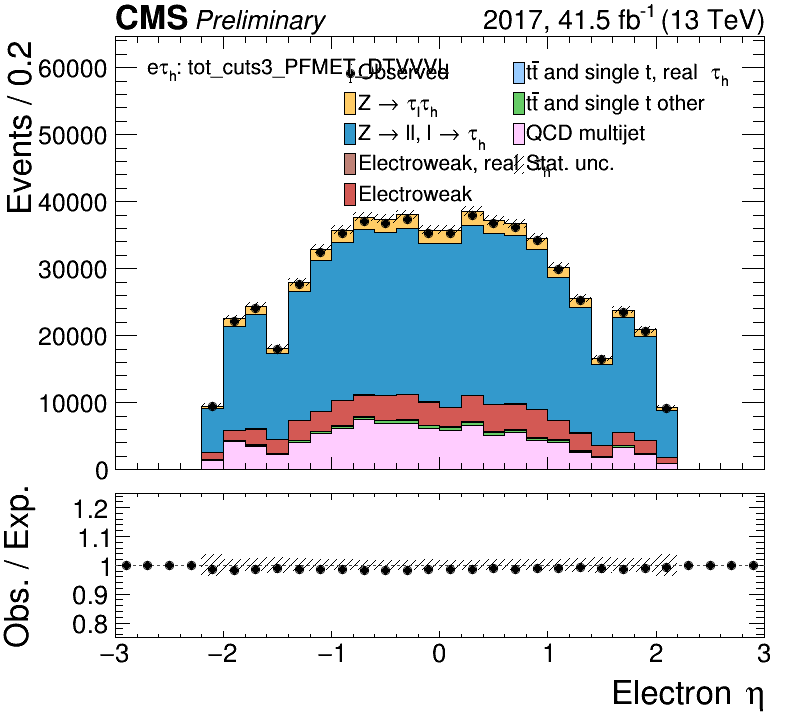 CMS Preliminary 2017, 41.5 fb⁻¹ (13 TeV)
Events / 0.2
60000
50000
40000
30000
20000
10000
0
eτₕ: tot_cuts3_PFMET_DTVVVL
Observed
Z → τₗτₕ
Z → ll, l → τₕ
Electroweak, real τₕ
Electroweak
tt̄ and single t, real τₕ
tt̄ and single t other
QCD multijet
Stat. unc.
Obs. / Exp.
1.2
1.1
1
0.9
0.8
−3 −2 −1 0 1 2 3
Electron η